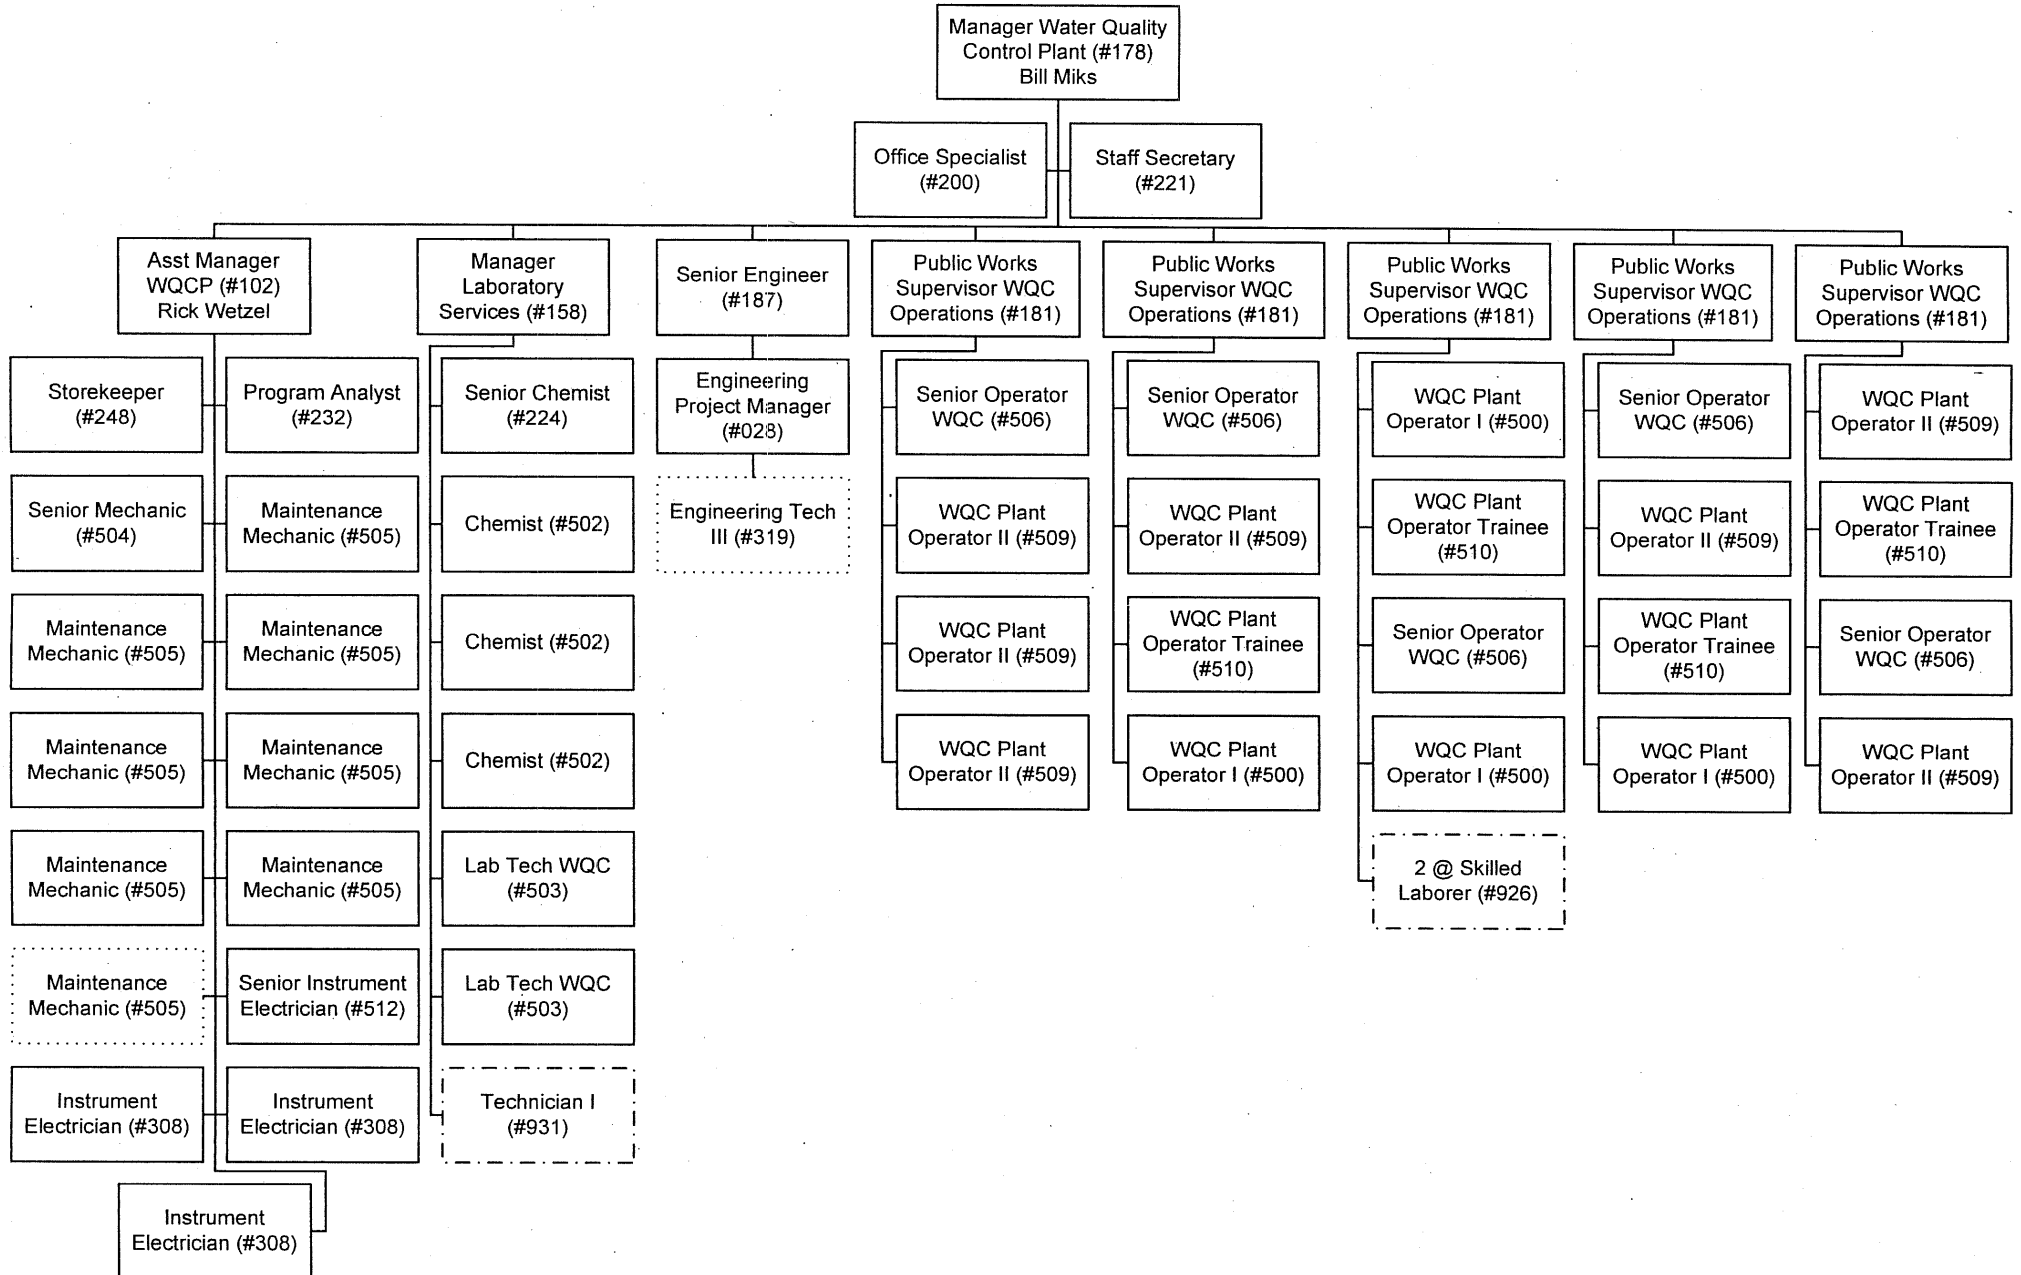 Manager Water Quality
Control Plant (#178)
Bill Miks
Office Specialist
(#200)
Staff Secretary
(#221)
Asst Manager
WQCP (#102)
Rick Wetzel
Manager
Laboratory
Services (#158)
Senior Engineer
(#187)
Public Works
Supervisor WQC
Operations (#181)
Public Works
Supervisor WQC
Operations (#181)
Public Works
Supervisor WQC
Operations (#181)
Public Works
Supervisor WQC
Operations (#181)
Public Works
Supervisor WQC
Operations (#181)
Storekeeper
(#248)
Program Analyst
(#232)
Senior Chemist
(#224)
Engineering
Project Manager
(#028)
Senior Operator
WQC (#506)
Senior Operator
WQC (#506)
WQC Plant
Operator I (#500)
Senior Operator
WQC (#506)
WQC Plant
Operator II (#509)
Senior Mechanic
(#504)
Maintenance
Mechanic (#505)
Chemist (#502)
Engineering Tech
III (#319)
WQC Plant
Operator II (#509)
WQC Plant
Operator II (#509)
WQC Plant
Operator Trainee
(#510)
WQC Plant
Operator II (#509)
WQC Plant
Operator Trainee
(#510)
Maintenance
Mechanic (#505)
Maintenance
Mechanic (#505)
Chemist (#502)
WQC Plant
Operator II (#509)
WQC Plant
Operator Trainee
(#510)
Senior Operator
WQC (#506)
WQC Plant
Operator Trainee
(#510)
Senior Operator
WQC (#506)
Maintenance
Mechanic (#505)
Maintenance
Mechanic (#505)
Chemist (#502)
WQC Plant
Operator II (#509)
WQC Plant
Operator I (#500)
WQC Plant
Operator I (#500)
WQC Plant
Operator I (#500)
WQC Plant
Operator II (#509)
Maintenance
Mechanic (#505)
Maintenance
Mechanic (#505)
Lab Tech WQC
(#503)
2 @ Skilled
Laborer (#926)
Maintenance
Mechanic (#505)
Senior Instrument
Electrician (#512)
Lab Tech WQC
(#503)
Instrument
Electrician (#308)
Instrument
Electrician (#308)
Technician I
(#931)
Instrument
Electrician (#308)